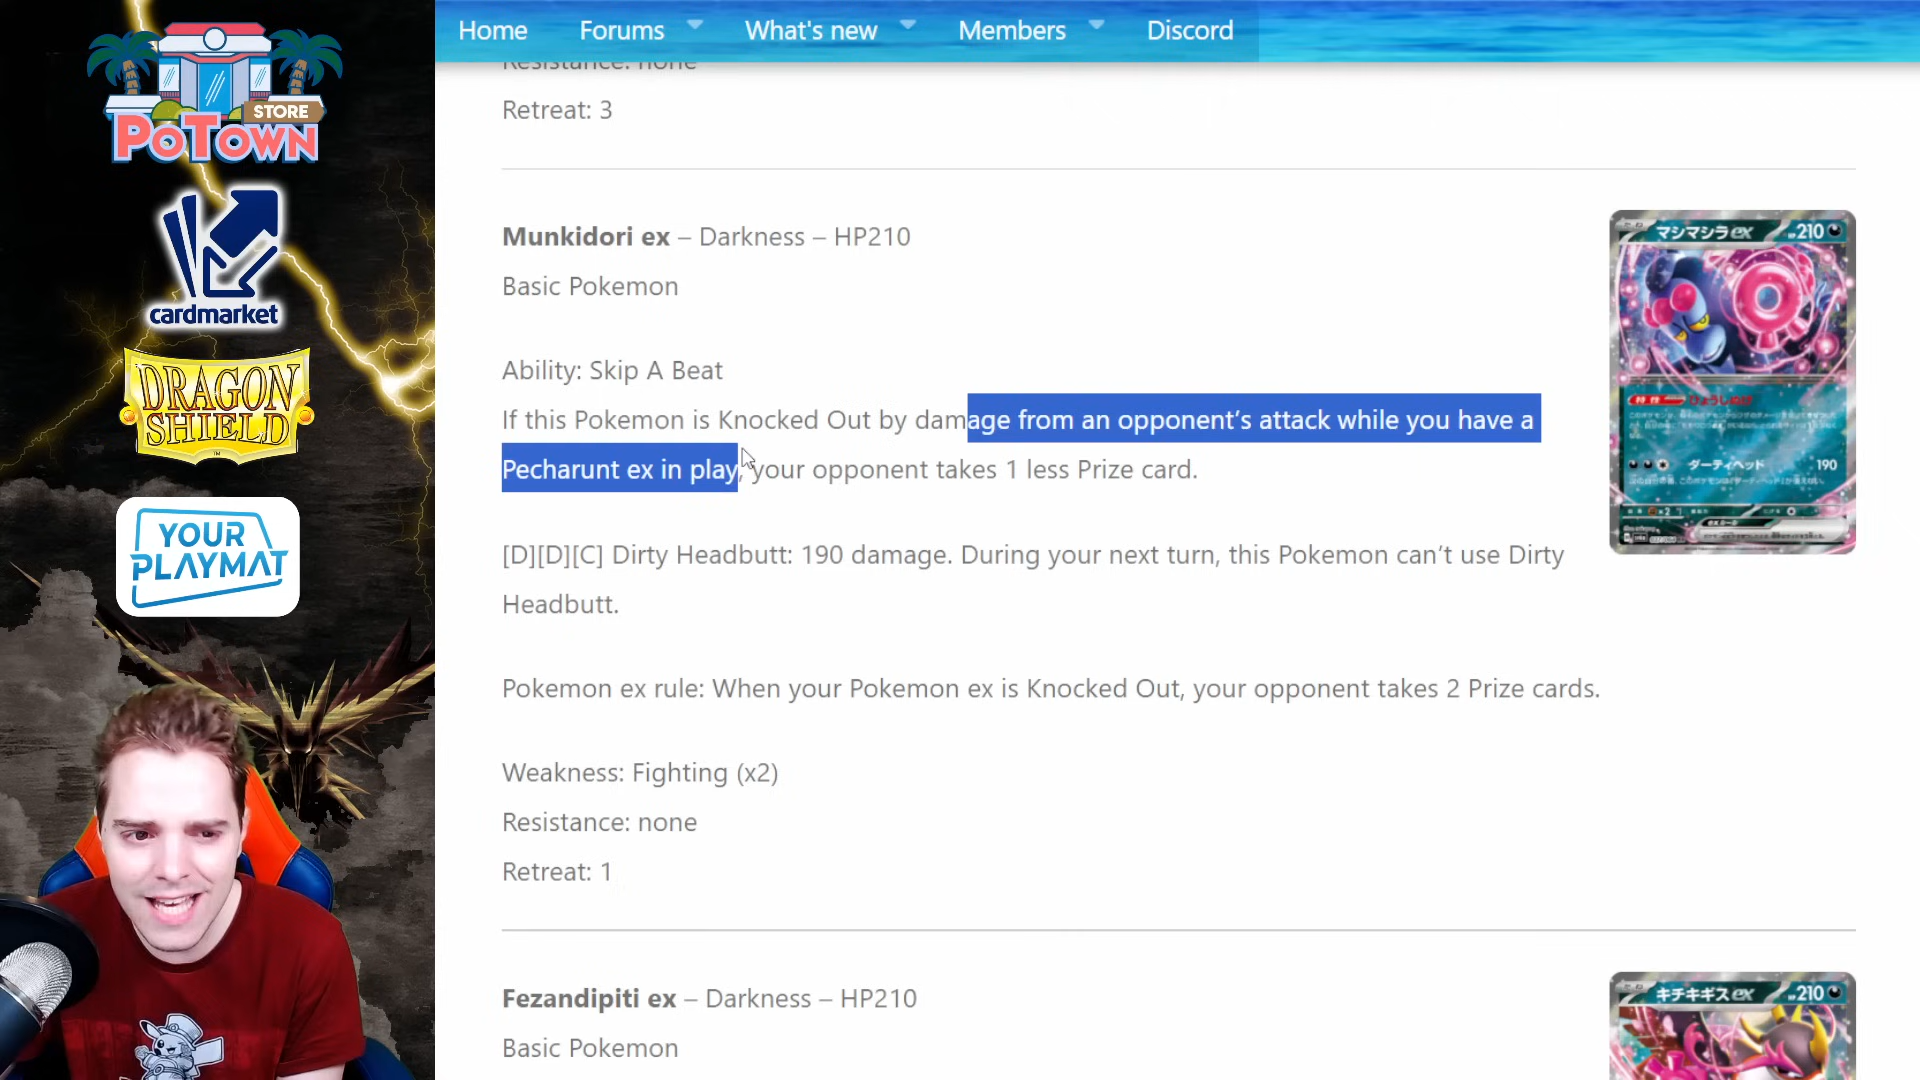 Home Forums What's new Members Discord
STORE
POTOWN
cardmarket
DRAGON
SHIELD
YOUR
PLAYMAT
Resistance: none
Retreat: 3
Munkidori ex – Darkness – HP210
Basic Pokemon
Ability: Skip A Beat
If this Pokemon is Knocked Out by damage from an opponent's attack while you have a
Pecharunt ex in play, your opponent takes 1 less Prize card.
[D][D][C] Dirty Headbutt: 190 damage. During your next turn, this Pokemon can't use Dirty
Headbutt.
Pokemon ex rule: When your Pokemon ex is Knocked Out, your opponent takes 2 Prize cards.
Weakness: Fighting (x2)
Resistance: none
Retreat: 1
マシマシラex 210
ダーティヘッド 190
Fezandipiti ex – Darkness – HP210
Basic Pokemon
キチキギスex 210